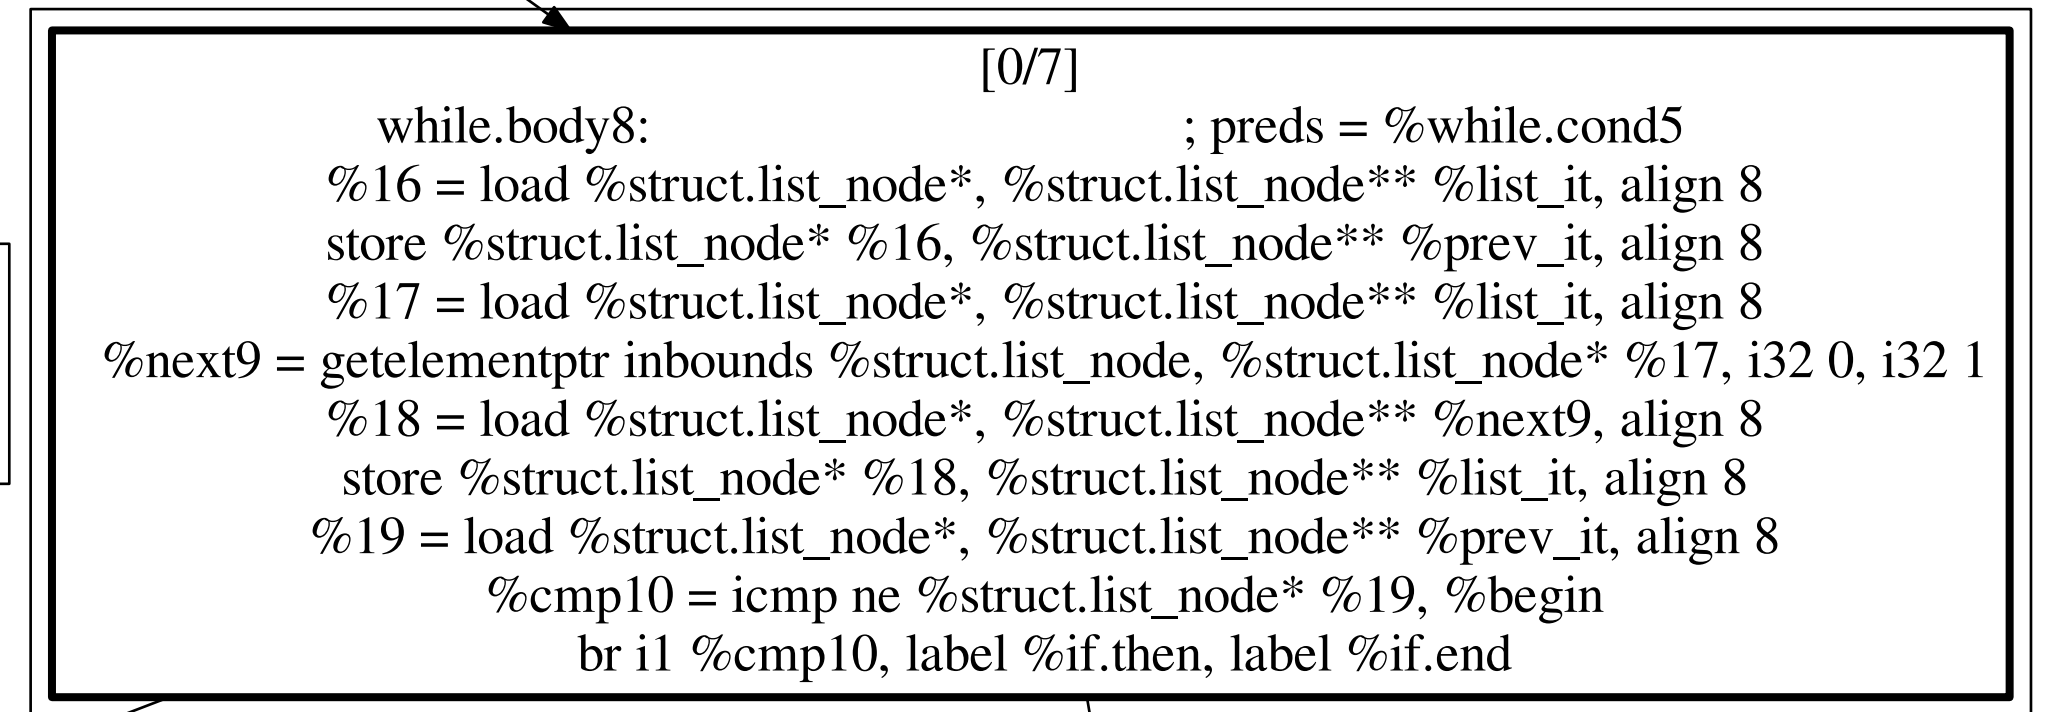 [0/7]
while.body8: ; preds = %while.cond5
%16 = load %struct.list_node*, %struct.list_node** %list_it, align 8
store %struct.list_node* %16, %struct.list_node** %prev_it, align 8
%17 = load %struct.list_node*, %struct.list_node** %list_it, align 8
%next9 = getelementptr inbounds %struct.list_node, %struct.list_node* %17, i32 0, i32 1
%18 = load %struct.list_node*, %struct.list_node** %next9, align 8
store %struct.list_node* %18, %struct.list_node** %list_it, align 8
%19 = load %struct.list_node*, %struct.list_node** %prev_it, align 8
%cmp10 = icmp ne %struct.list_node* %19, %begin
br i1 %cmp10, label %if.then, label %if.end